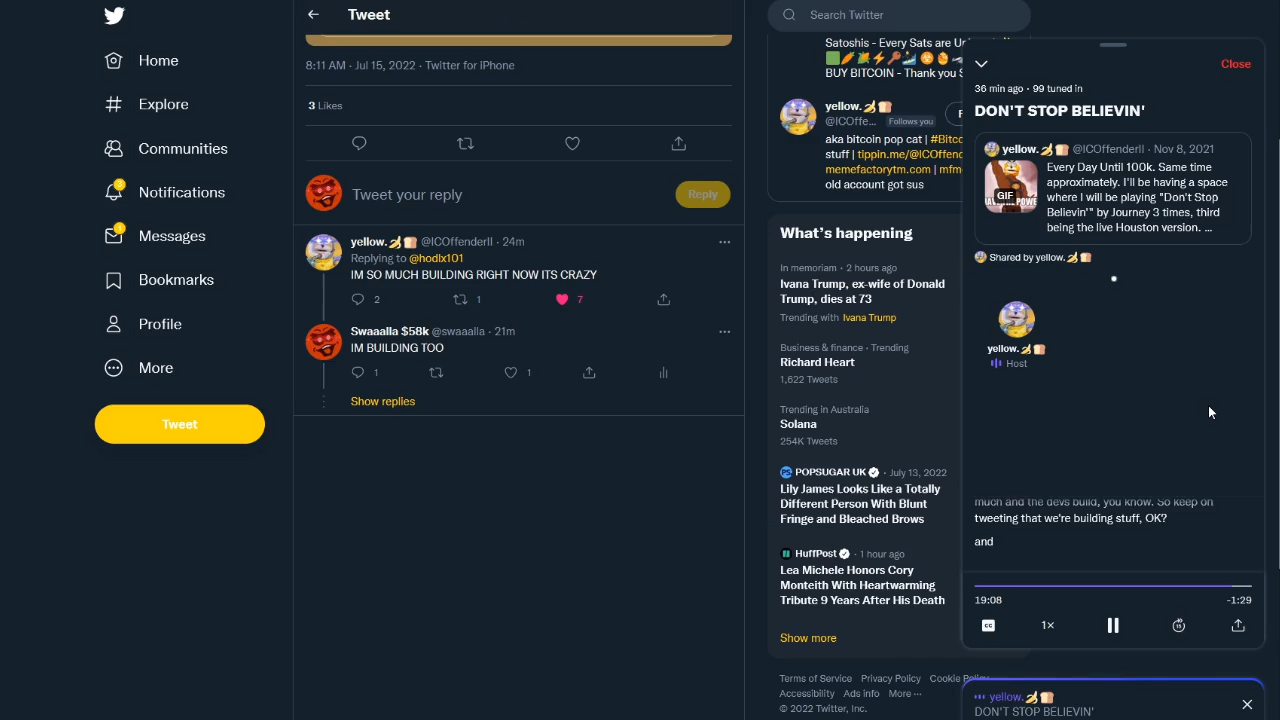 Home
Explore
Communities
3
Notifications
1
Messages
Bookmarks
Profile
More
Tweet
Tweet
8:11 AM · Jul 15, 2022 · Twitter for iPhone
3 Likes
Tweet your reply
Reply
yellow.🍌🍞 @ICOffenderII · 24m
Replying to @hodlx101
IM SO MUCH BUILDING RIGHT NOW ITS CRAZY
2 1 7
Swaaalla $58k @swaaalla · 21m
IM BUILDING TOO
1 1
Show replies
Search Twitter
Satoshis - Every Sats are
BUY BITCOIN - Thank you
yellow.🍌🍞
@ICOffe... Follows you
aka bitcoin pop cat | #Bitco
stuff | tippin.me/@ICOffend
memefactorytm.com | mfm
old account got sus
What's happening
In memoriam · 2 hours ago
Ivana Trump, ex-wife of Donald
Trump, dies at 73
Trending with Ivana Trump
Business & finance · Trending
Richard Heart
1,622 Tweets
Trending in Australia
Solana
254K Tweets
POPSUGAR UK · July 13, 2022
Lily James Looks Like a Totally
Different Person With Blunt
Fringe and Bleached Brows
HuffPost · 1 hour ago
Lea Michele Honors Cory
Monteith With Heartwarming
Tribute 9 Years After His Death
Show more
Terms of Service Privacy Policy Cookie
Accessibility Ads info More ···
© 2022 Twitter, Inc.
Close
36 min ago · 99 tuned in
DON'T STOP BELIEVIN'
yellow.🍌🍞 @ICOffenderII · Nov 8, 2021
GIF
Every Day Until 100k. Same time
approximately. I'll be having a space
where I will be playing "Don't Stop
Believin'" by Journey 3 times, third
being the live Houston version. ...
Shared by yellow.🍌🍞
yellow.🍌🍞
Host
much and the devs build, you know. So keep on
tweeting that we're building stuff, OK?
and
19:08 -1:29
CC 1× 15
yellow.🍌🍞
DON'T STOP BELIEVIN'